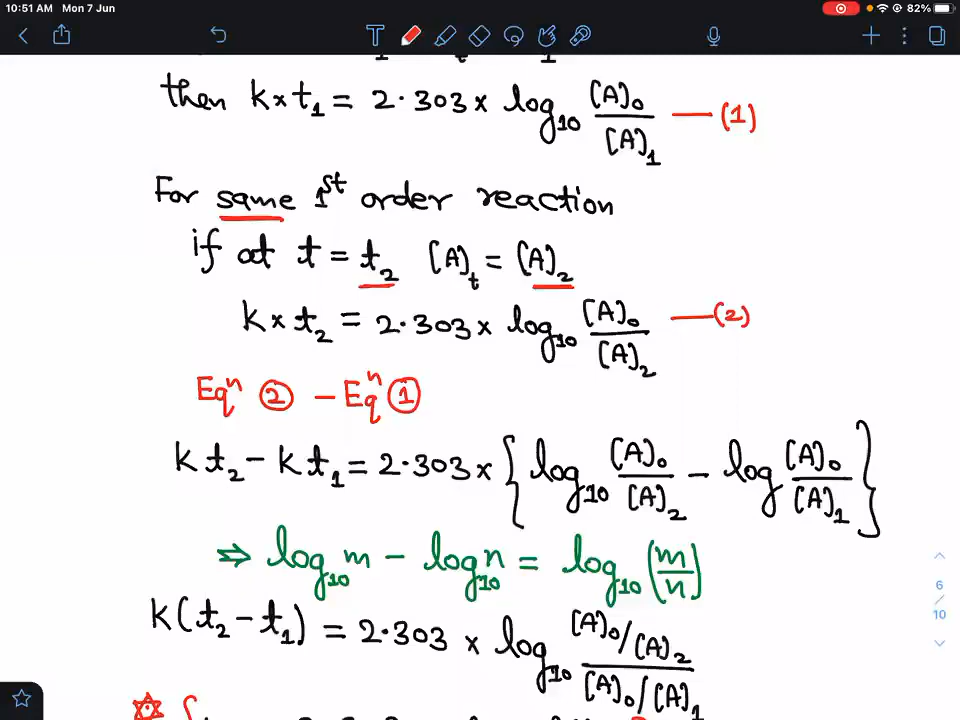 10:51 AM Mon 7 Jun 82%
then k×t₁ = 2.303 × log₁₀ [A]₀/[A]₁ —(1)
For same 1st order reaction
if at t = t₂ [A]ₜ = [A]₂
k×t₂ = 2.303 × log₁₀ [A]₀/[A]₂ —(2)
Eqⁿ ② – Eqⁿ ①
kt₂ – kt₁ = 2.303 × { log₁₀ [A]₀/[A]₂ – log [A]₀/[A]₁ }
⇒ log₁₀ m – log₁₀ n = log₁₀ (m/n)
k(t₂ – t₁) = 2.303 × log₁₀ ([A]₀/[A]₂)/([A]₀/[A]₁)
6
/
10